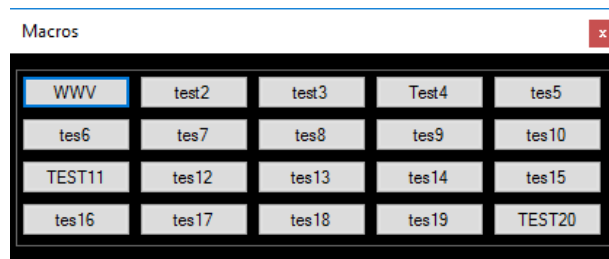 Macros x
WWV test2 test3 Test4 tes5
tes6 tes7 tes8 tes9 tes10
TEST11 tes12 tes13 tes14 tes15
tes16 tes17 tes18 tes19 TEST20